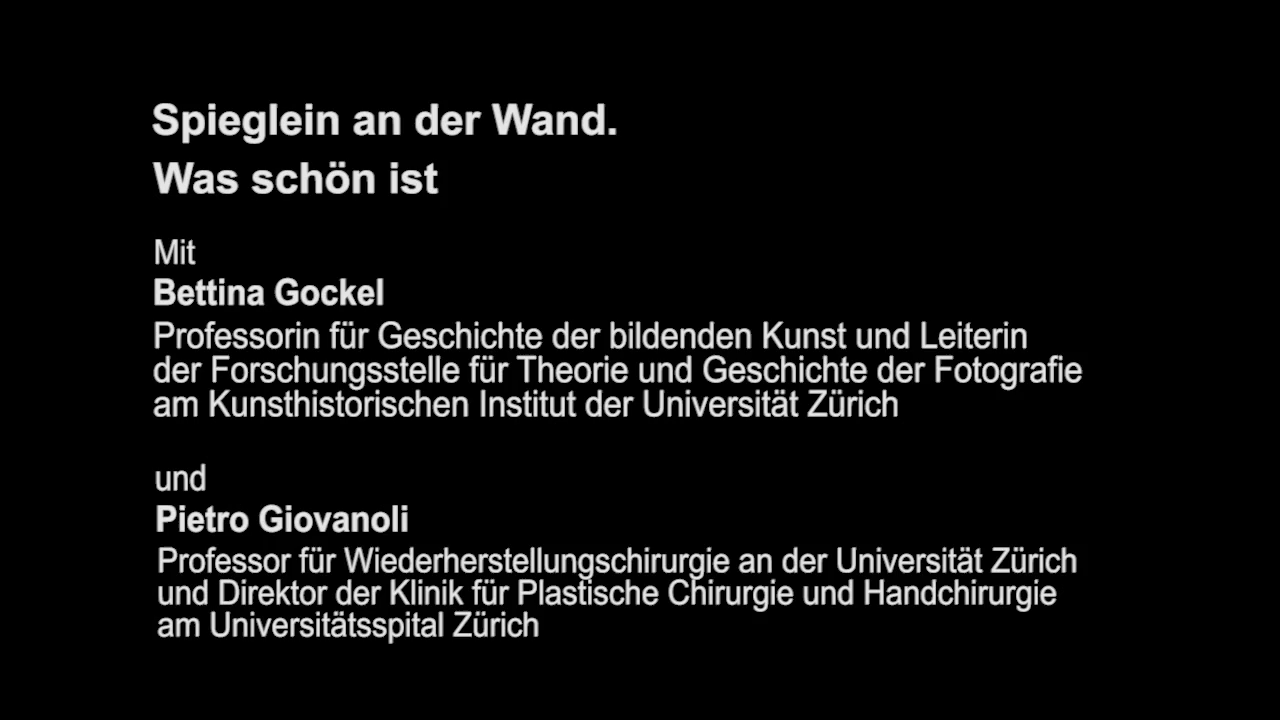 Spieglein an der Wand.
Was schön ist
Mit
Bettina Gockel
Professorin für Geschichte der bildenden Kunst und Leiterin
der Forschungsstelle für Theorie und Geschichte der Fotografie
am Kunsthistorischen Institut der Universität Zürich
und
Pietro Giovanoli
Professor für Wiederherstellungschirurgie an der Universität Zürich
und Direktor der Klinik für Plastische Chirurgie und Handchirurgie
am Universitätsspital Zürich